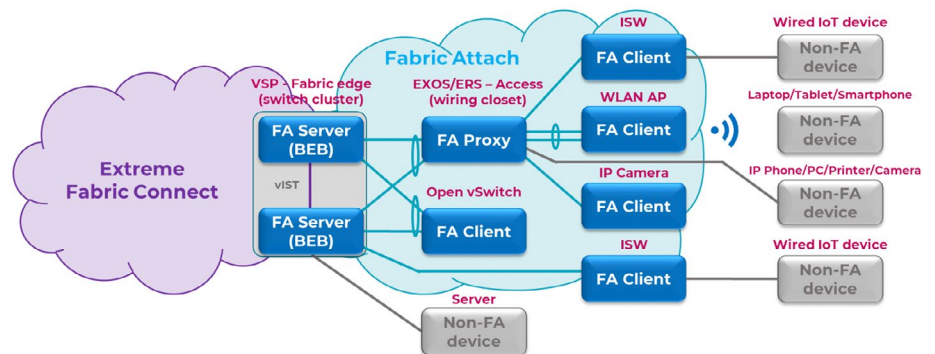 ISW
Wired IoT device
Fabric Attach
FA Client
Non-FA
device
VSP - Fabric edge
(switch cluster)
EXOS/ERS – Access
(wiring closet)
WLAN AP
Laptop/Tablet/Smartphone
FA Server
(BEB)
FA Proxy
FA Client
Non-FA
device
Extreme
Fabric Connect
vIST
Open vSwitch
IP Camera
IP Phone/PC/Printer/Camera
FA Server
(BEB)
FA Client
FA Client
Non-FA
device
ISW
Wired IoT device
FA Client
Non-FA
device
Server
Non-FA
device